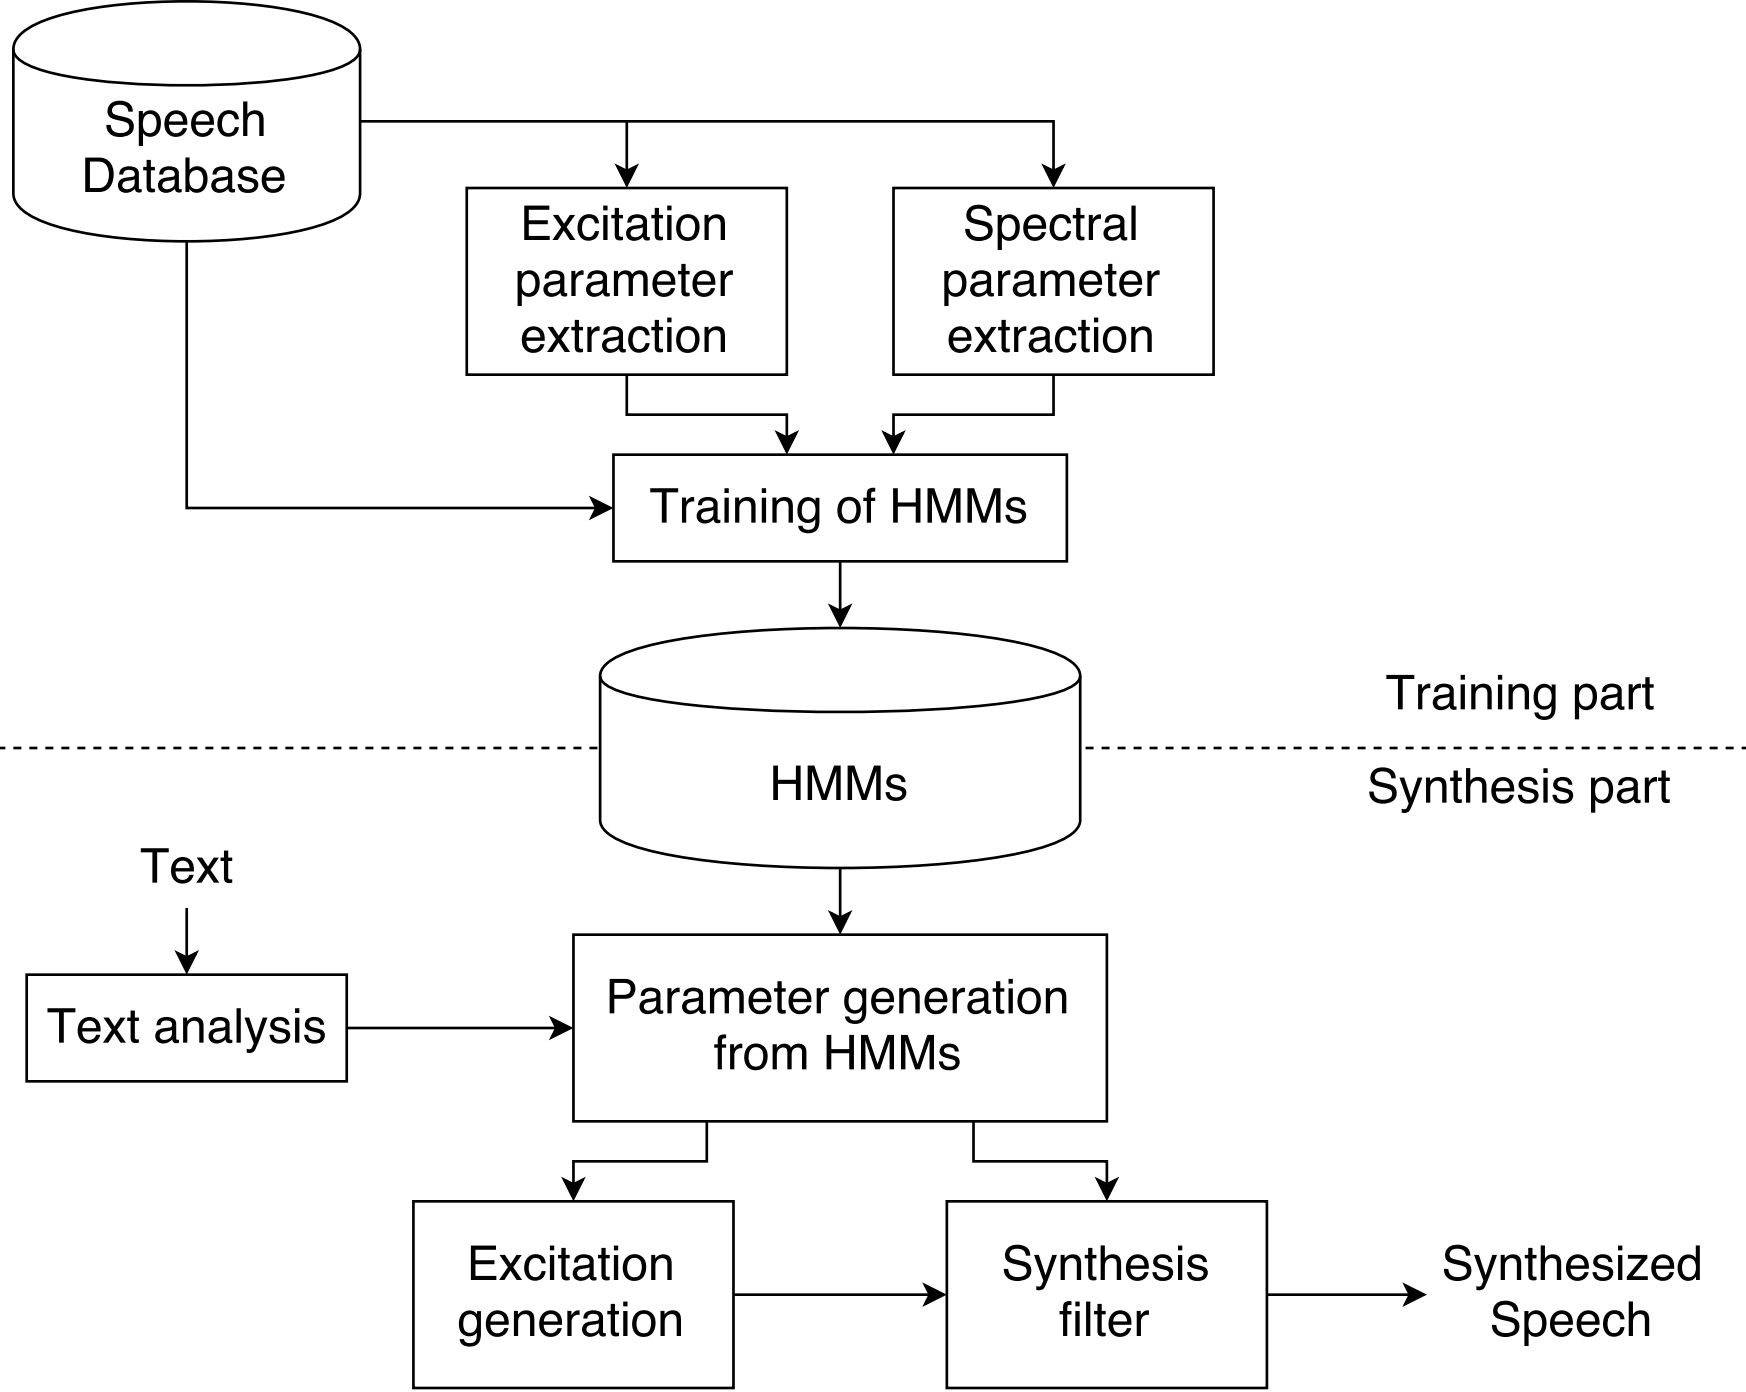 Speech
Database
Excitation
parameter
extraction
Spectral
parameter
extraction
Training of HMMs
Training part
HMMs
Synthesis part
Text
Text analysis
Parameter generation
from HMMs
Excitation
generation
Synthesis
filter
Synthesized
Speech